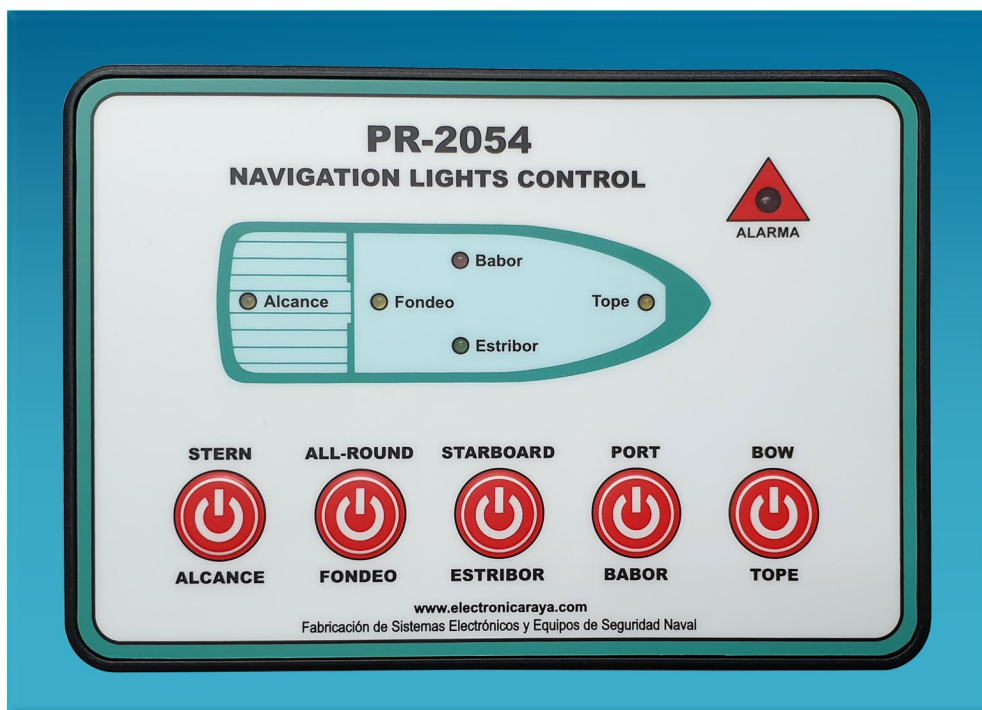 PR-2054
NAVIGATION LIGHTS CONTROL
ALARMA
Babor
Alcance
Fondeo
Tope
Estribor
STERN
ALL-ROUND
STARBOARD
PORT
BOW
ALCANCE
FONDEO
ESTRIBOR
BABOR
TOPE
www.electronicaraya.com
Fabricación de Sistemas Electrónicos y Equipos de Seguridad Naval